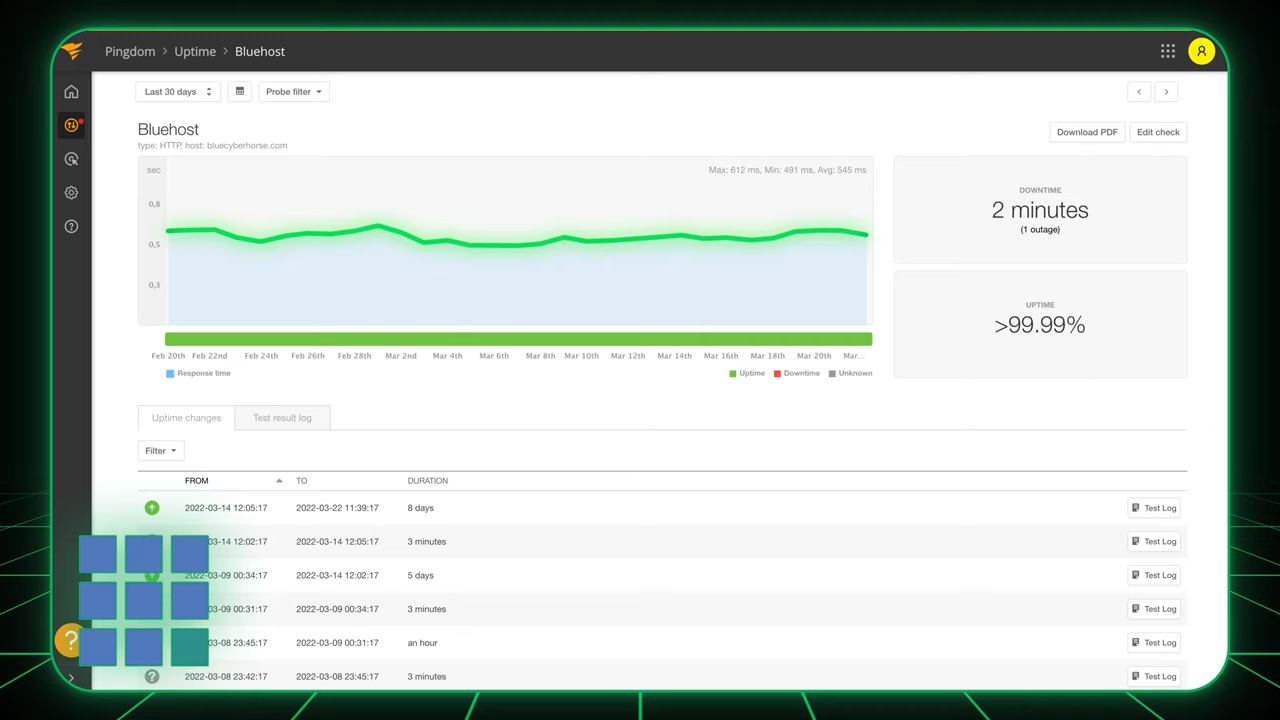 Pingdom > Uptime > Bluehost
Last 30 days
Probe filter
Bluehost
type: HTTP, host: bluecyberhorse.com
Download PDF
Edit check
sec
Max: 612 ms, Min: 491 ms, Avg: 545 ms
0,8
0,5
0,3
DOWNTIME
2 minutes
(1 outage)
UPTIME
>99.99%
Feb 20th Feb 22nd Feb 24th Feb 26th Feb 28th Mar 2nd Mar 4th Mar 6th Mar 8th Mar 10th Mar 12th Mar 14th Mar 16th Mar 18th Mar 20th Mar...
Response time
Uptime Downtime Unknown
Uptime changes
Test result log
Filter
FROM TO DURATION
2022-03-14 12:05:17 2022-03-22 11:39:17 8 days Test Log
2022-03-14 12:02:17 2022-03-14 12:05:17 3 minutes Test Log
2022-03-09 00:34:17 2022-03-14 12:02:17 5 days Test Log
03-09 00:31:17 2022-03-09 00:34:17 3 minutes Test Log
03-08 23:45:17 2022-03-09 00:31:17 an hour Test Log
? 2022-03-08 23:42:17 2022-03-08 23:45:17 3 minutes Test Log
?